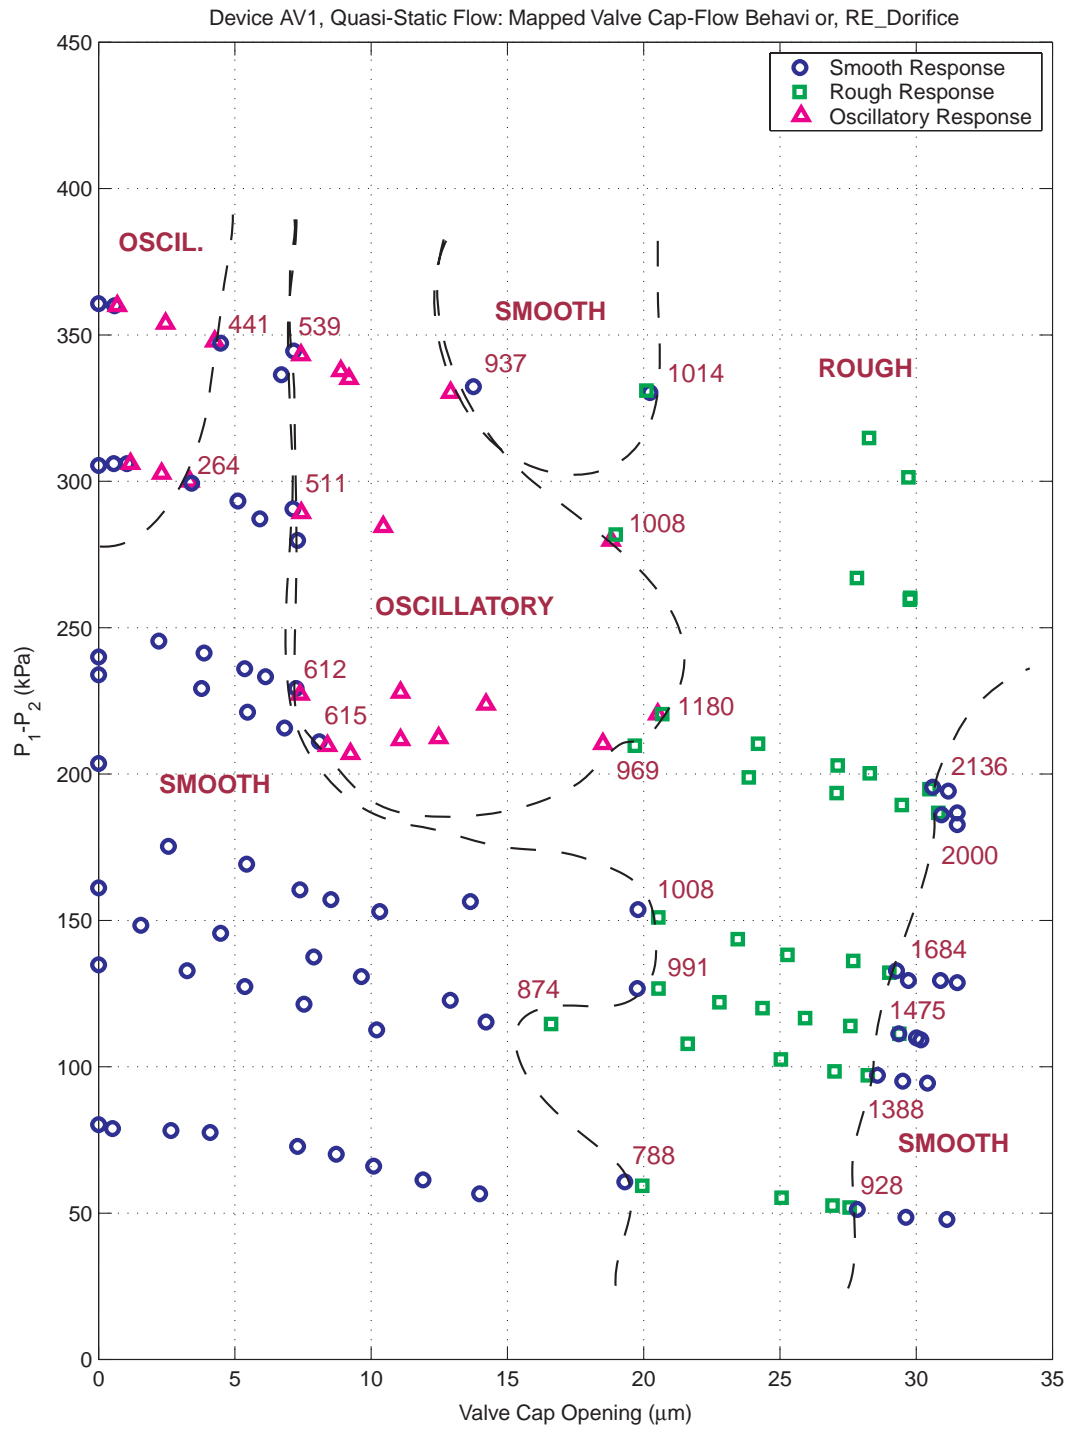 Device AV1, Quasi-Static Flow: Mapped Valve Cap-Flow Behavi or, RE_Dorifice
450
Smooth Response
Rough Response
Oscillatory Response
400
OSCIL.
SMOOTH
350
441
539
937
1014
ROUGH
300
264
511
1008
250
OSCILLATORY
612
615
1180
969
200
SMOOTH
2136
2000
150
1008
1684
991
874
1475
100
1388
SMOOTH
788
928
50
0
P1-P2 (kPa)
0 5 10 15 20 25 30 35
Valve Cap Opening (μm)